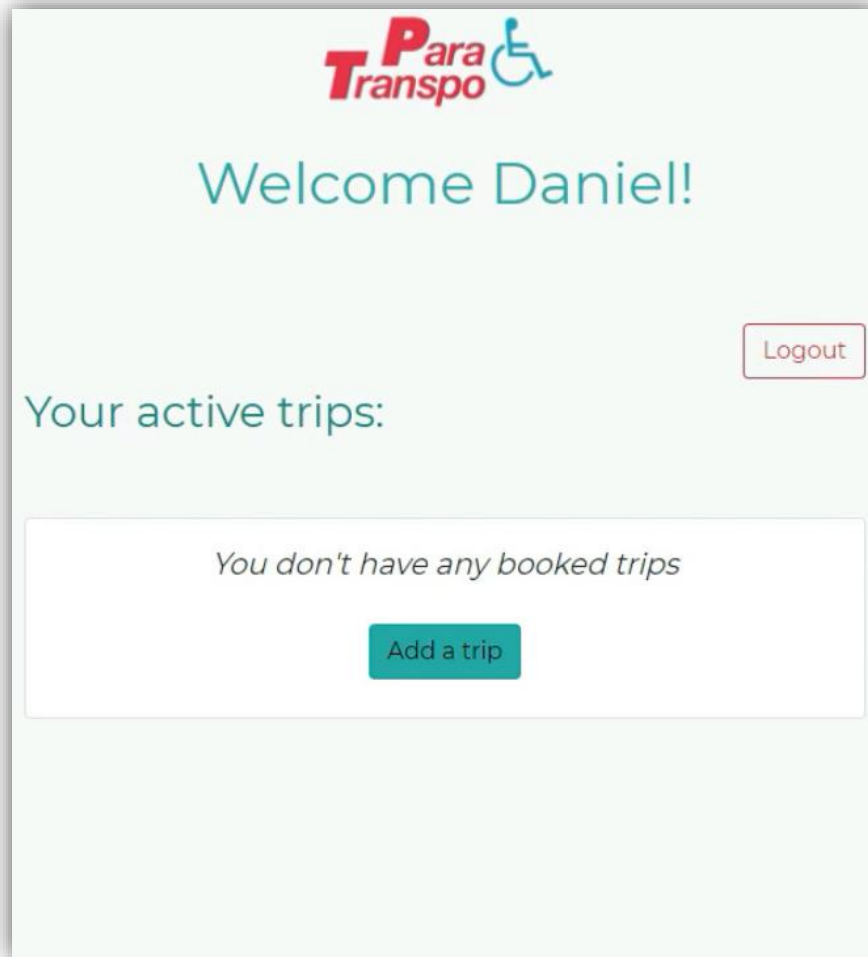 Para
Transpo
Welcome Daniel!
Logout
Your active trips:
You don't have any booked trips
Add a trip